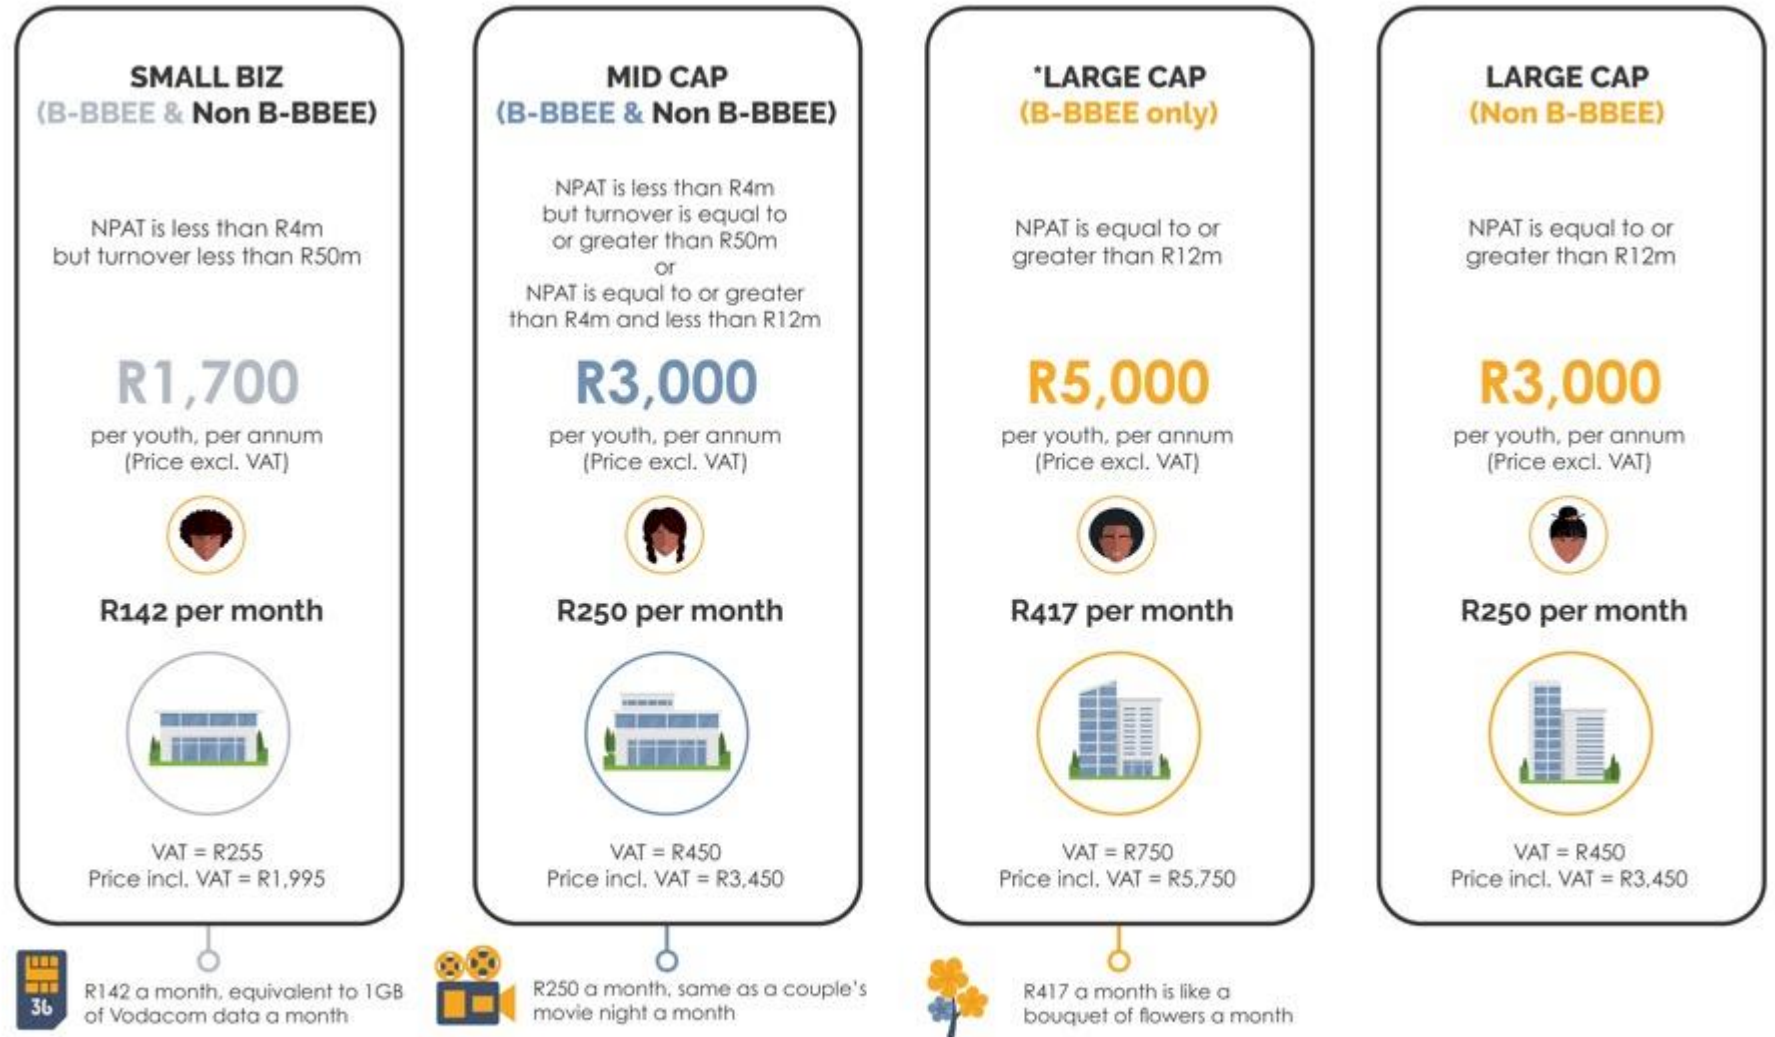 SMALL BIZ
(B-BBEE & Non B-BBEE)
NPAT is less than R4m
but turnover less than R50m
R1,700
per youth, per annum
(Price excl. VAT)
R142 per month
VAT = R255
Price incl. VAT = R1,995
36
R142 a month, equivalent to 1GB
of Vodacom data a month
MID CAP
(B-BBEE & Non B-BBEE)
NPAT is less than R4m
but turnover is equal to
or greater than R50m
or
NPAT is equal to or greater
than R4m and less than R12m
R3,000
per youth, per annum
(Price excl. VAT)
R250 per month
VAT = R450
Price incl. VAT = R3,450
R250 a month, same as a couple's
movie night a month
*LARGE CAP
(B-BBEE only)
NPAT is equal to or
greater than R12m
R5,000
per youth, per annum
(Price excl. VAT)
R417 per month
VAT = R750
Price incl. VAT = R5,750
R417 a month is like a
bouquet of flowers a month
LARGE CAP
(Non B-BBEE)
NPAT is equal to or
greater than R12m
R3,000
per youth, per annum
(Price excl. VAT)
R250 per month
VAT = R450
Price incl. VAT = R3,450